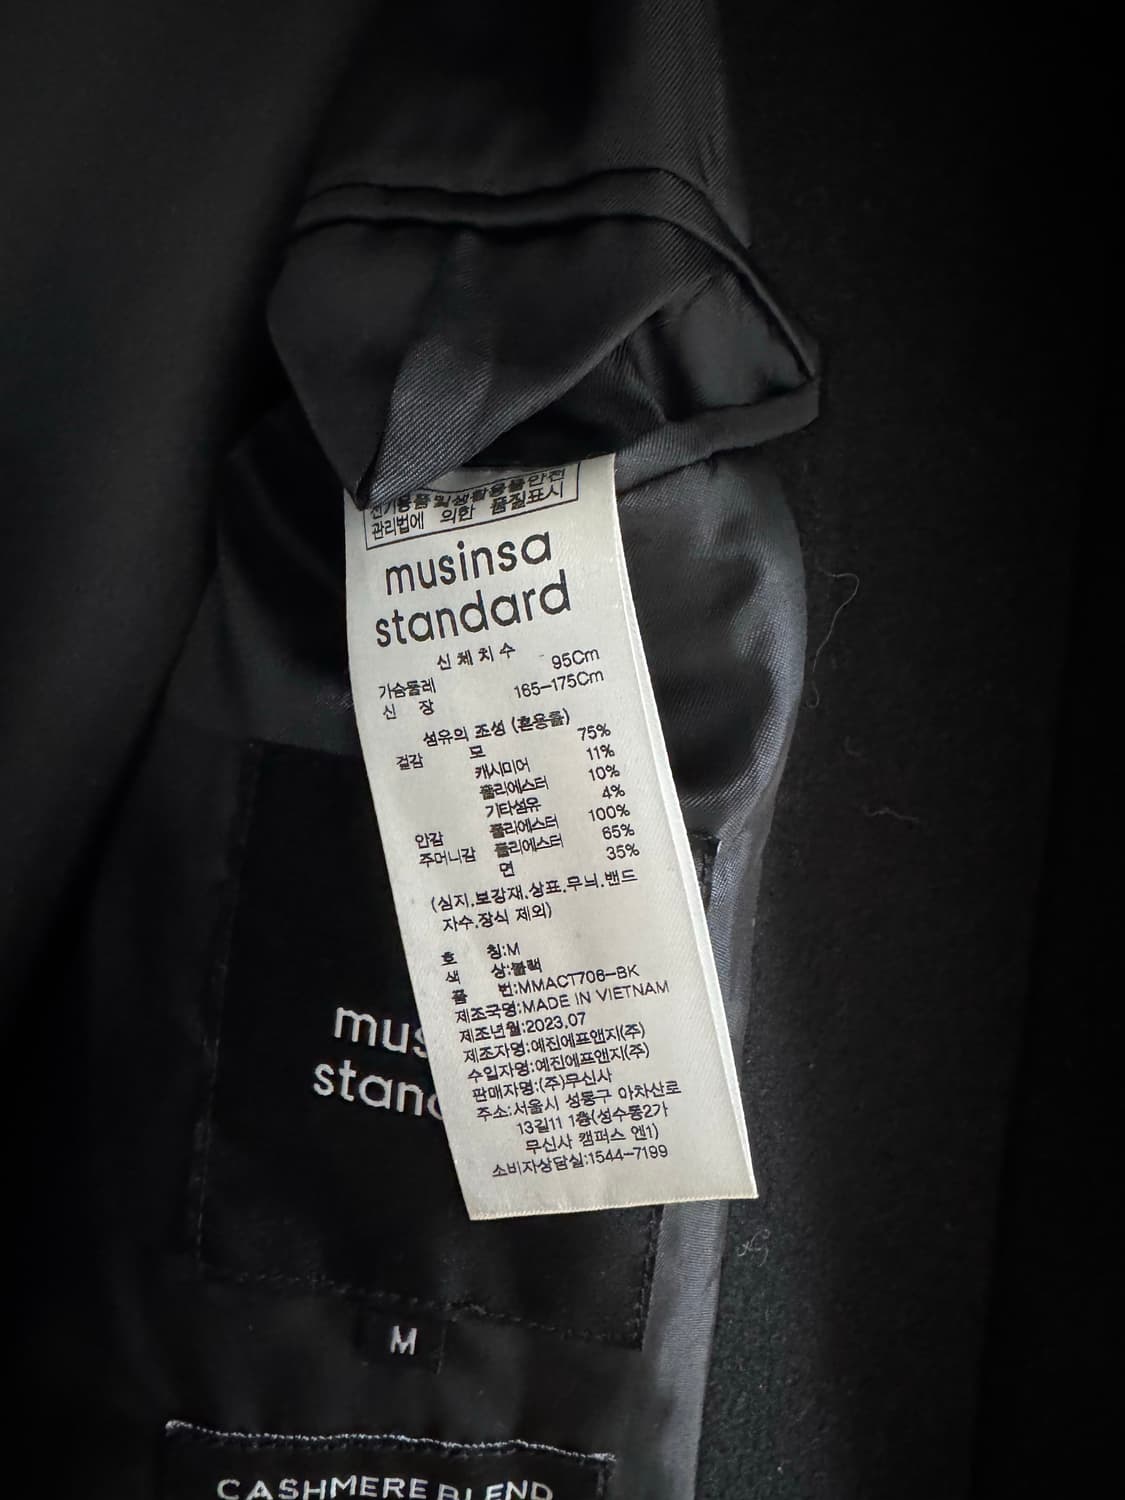 전기용품 및 생활용품 안전
관리법에 의한 품질표시
musinsa
standard
신체치수
가슴둘레 95Cm
신 장 165-175Cm
섬유의 조성 (혼용률)
겉감 모 75%
캐시미어 11%
폴리에스터 10%
기타섬유 4%
안감 폴리에스터 100%
주머니감 폴리에스터 65%
면 35%
(심지.보강재.상표.무늬.밴드
자수.장식 제외)
호 칭:M
색 상:블랙
품 번:MMACT706-BK
제조국명:MADE IN VIETNAM
제조년월:2023.07
제조자명:예진에프앤지(주)
수입자명:예진에프앤지(주)
판매자명:(주)무신사
주소:서울시 성동구 아차산로
13길11 1층(성수동2가
무신사 캠퍼스 엔1)
소비자상담실:1544-7199
mus
stand
M
CASHMERE BLEND